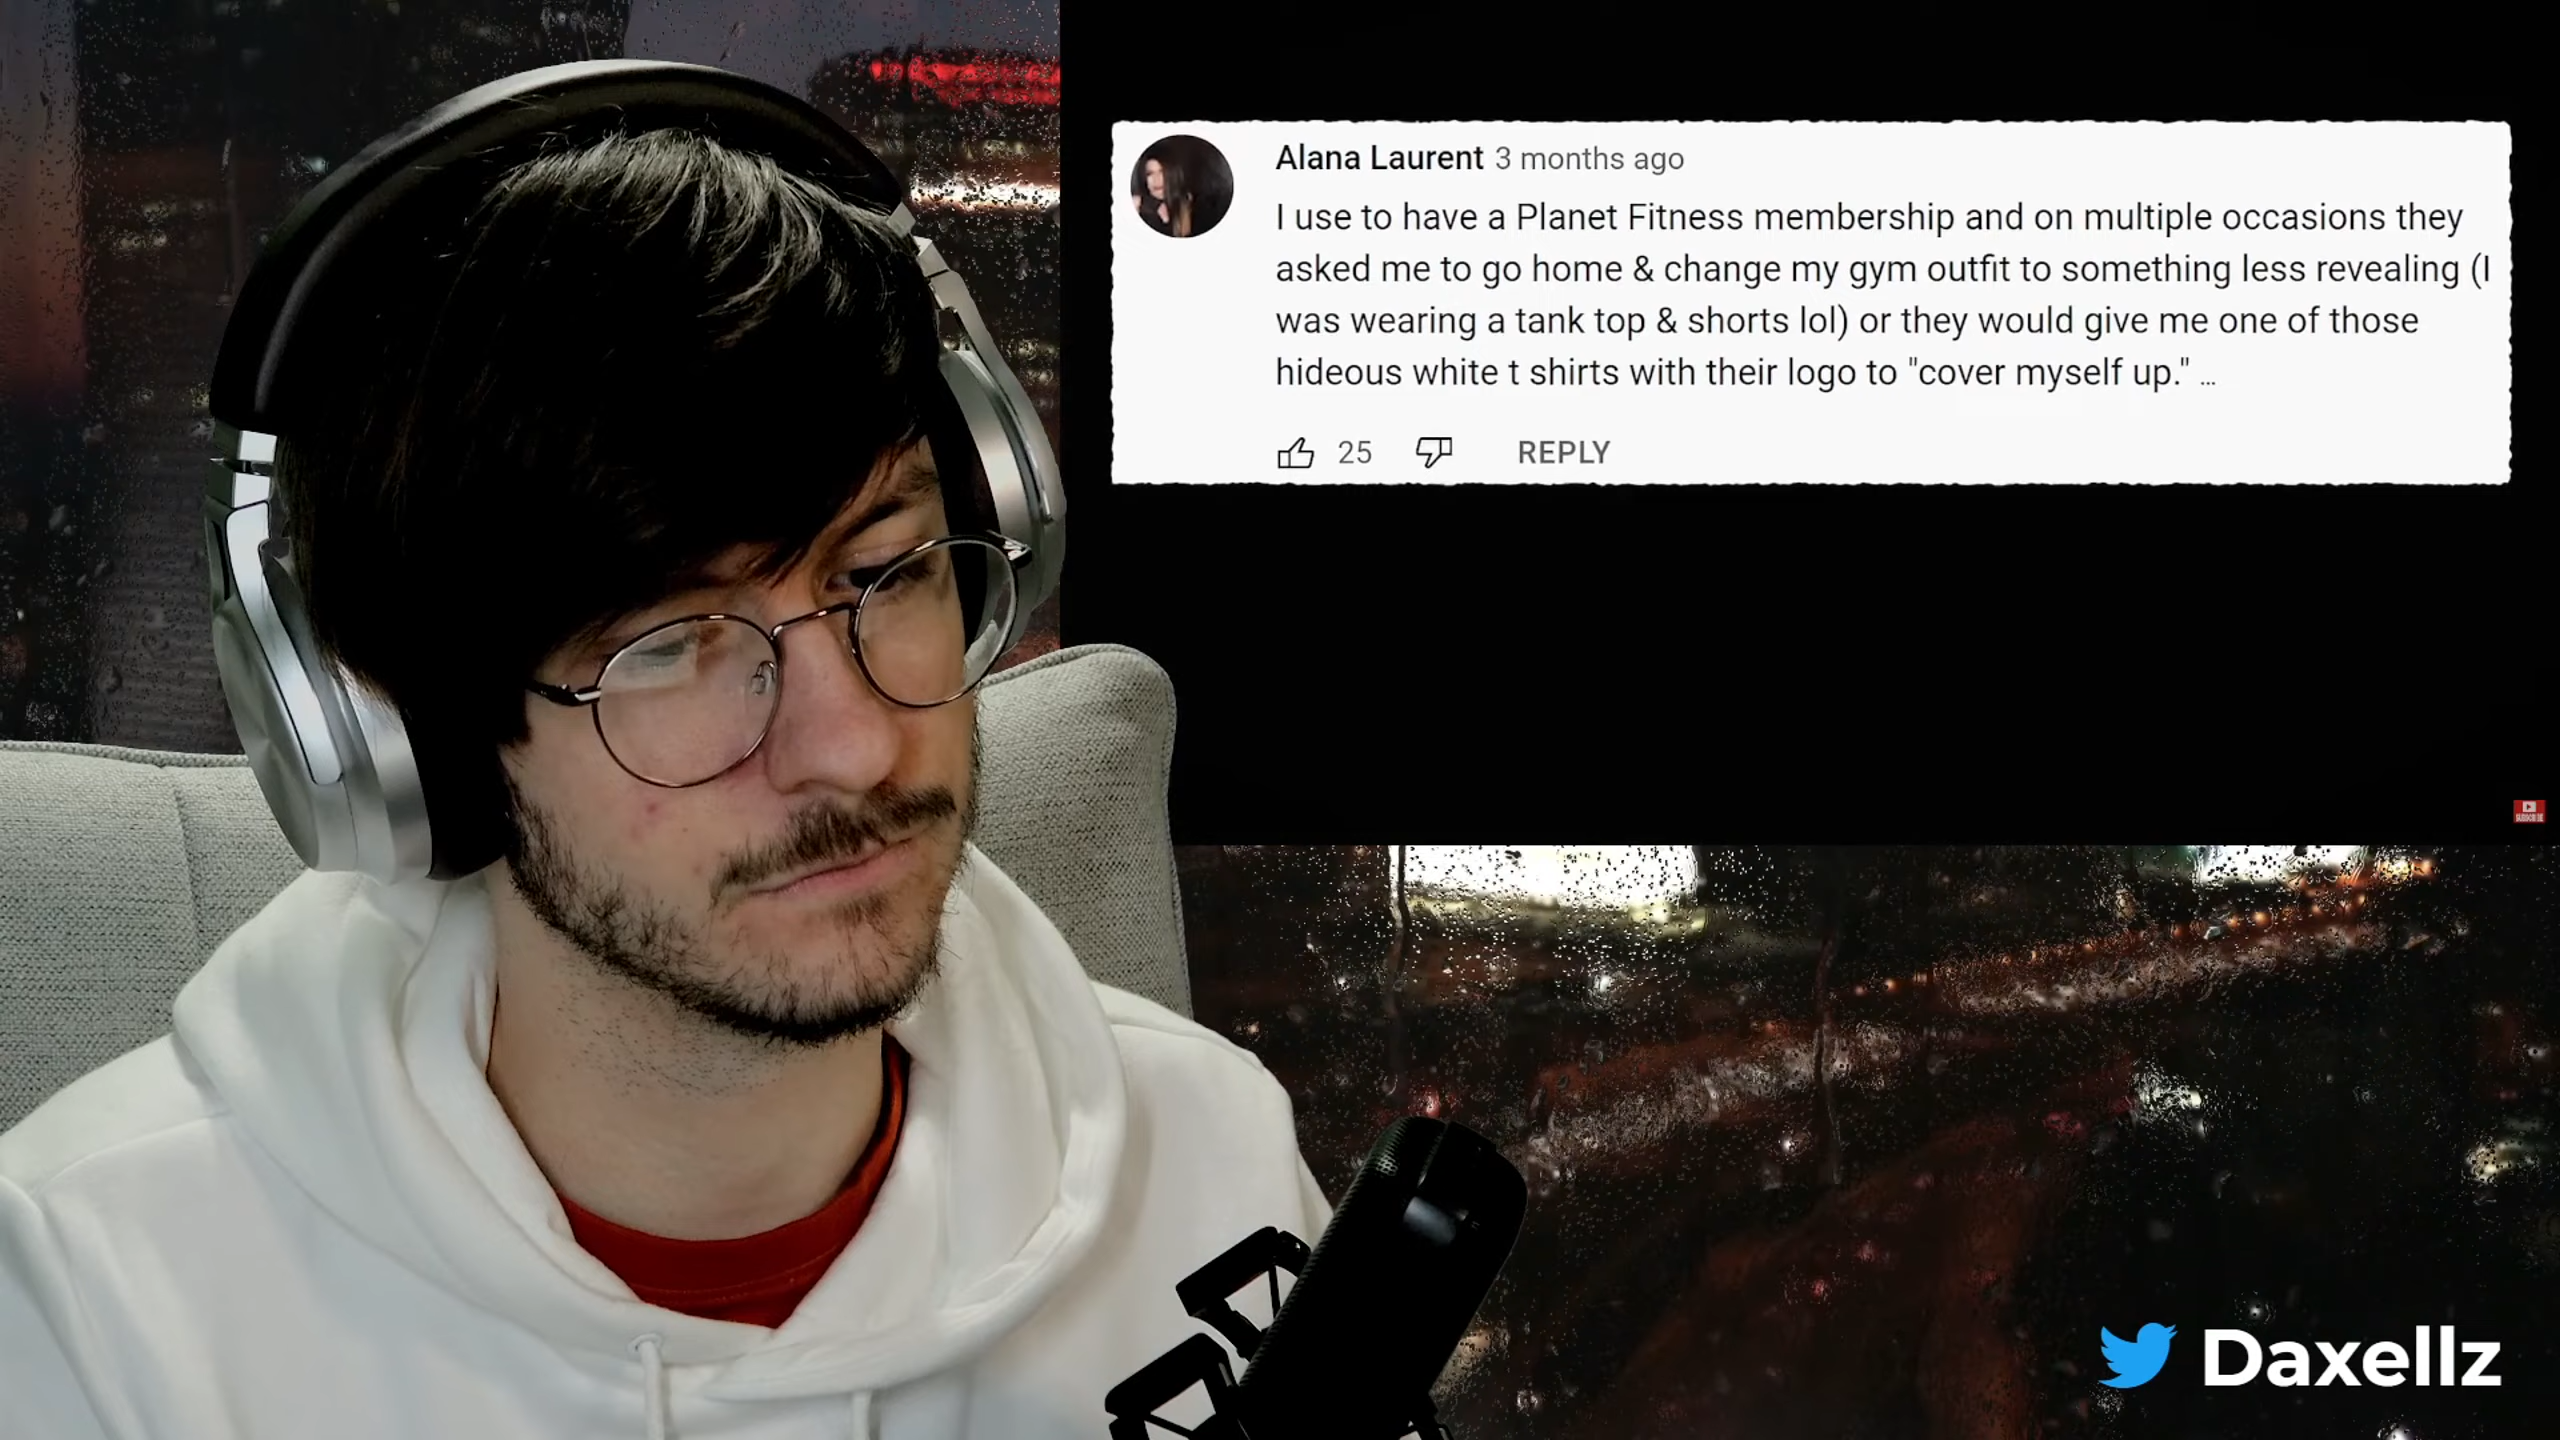 Alana Laurent 3 months ago
I use to have a Planet Fitness membership and on multiple occasions they
asked me to go home & change my gym outfit to something less revealing (I
was wearing a tank top & shorts lol) or they would give me one of those
hideous white t shirts with their logo to "cover myself up." ...
25 REPLY
SUBSCRIBE
Daxellz